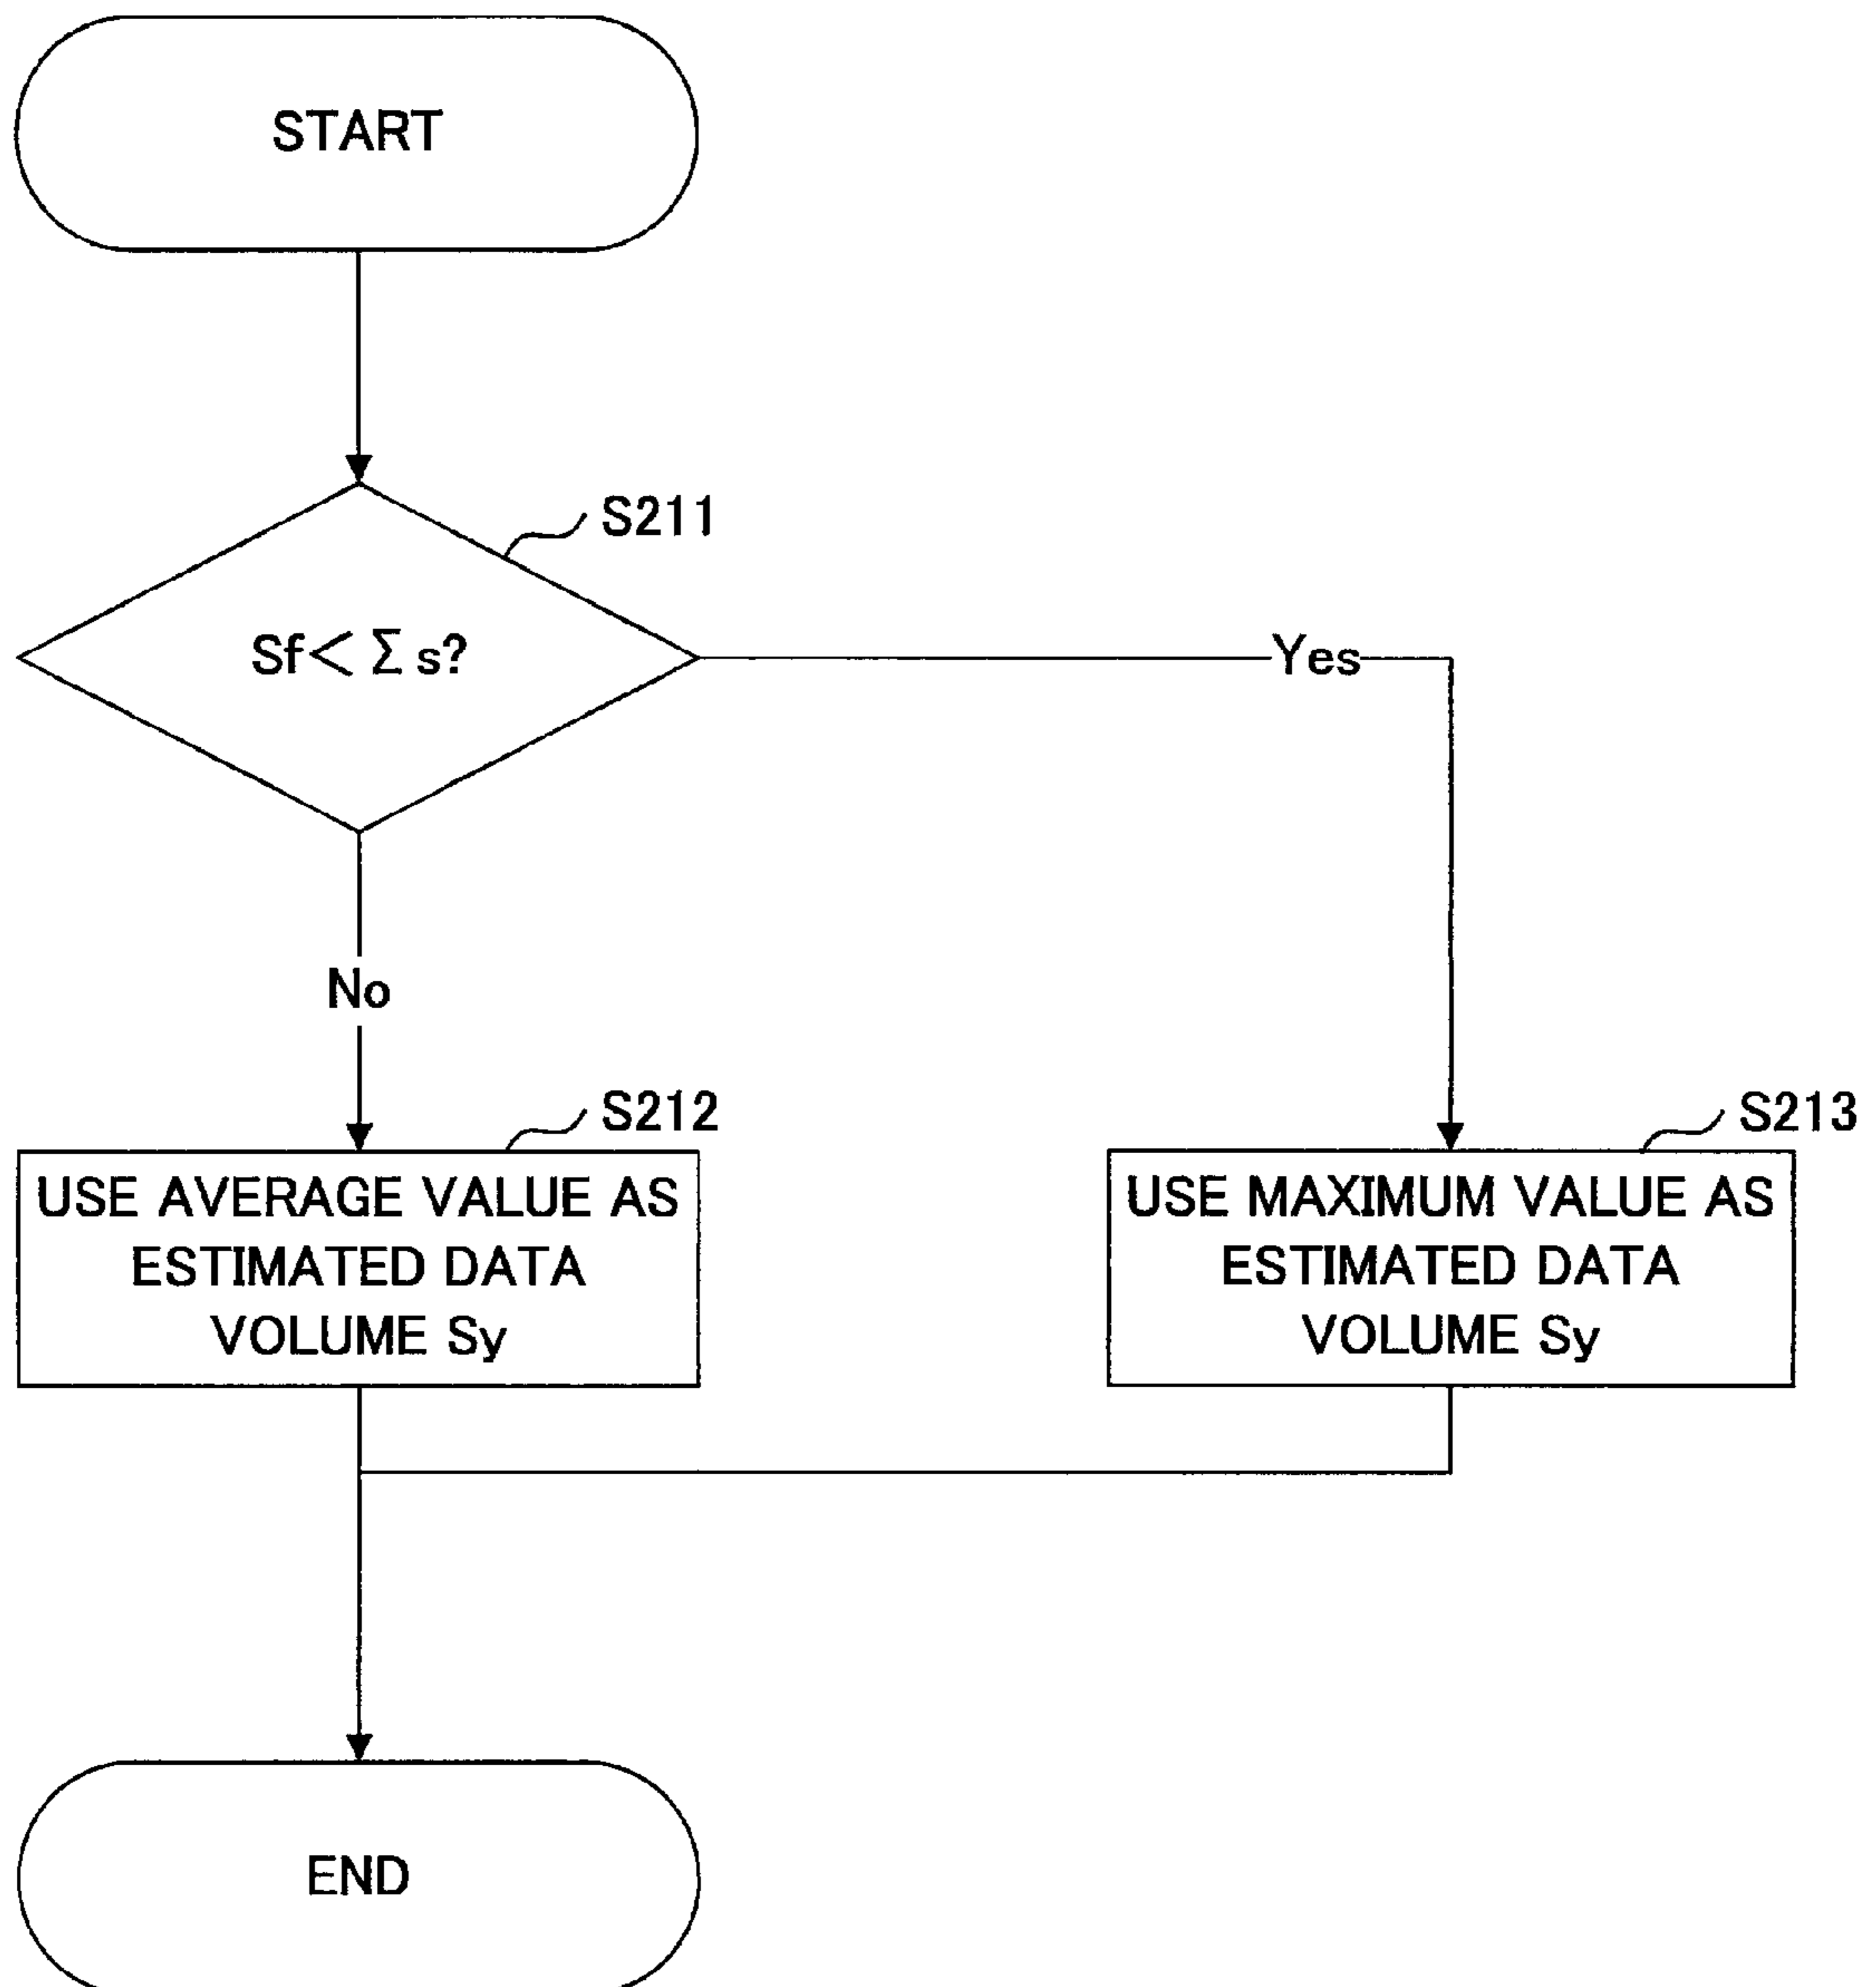 START
S211
Sf< Σs?
Yes
No
S212
USE AVERAGE VALUE AS
ESTIMATED DATA
VOLUME Sy
S213
USE MAXIMUM VALUE AS
ESTIMATED DATA
VOLUME Sy
END